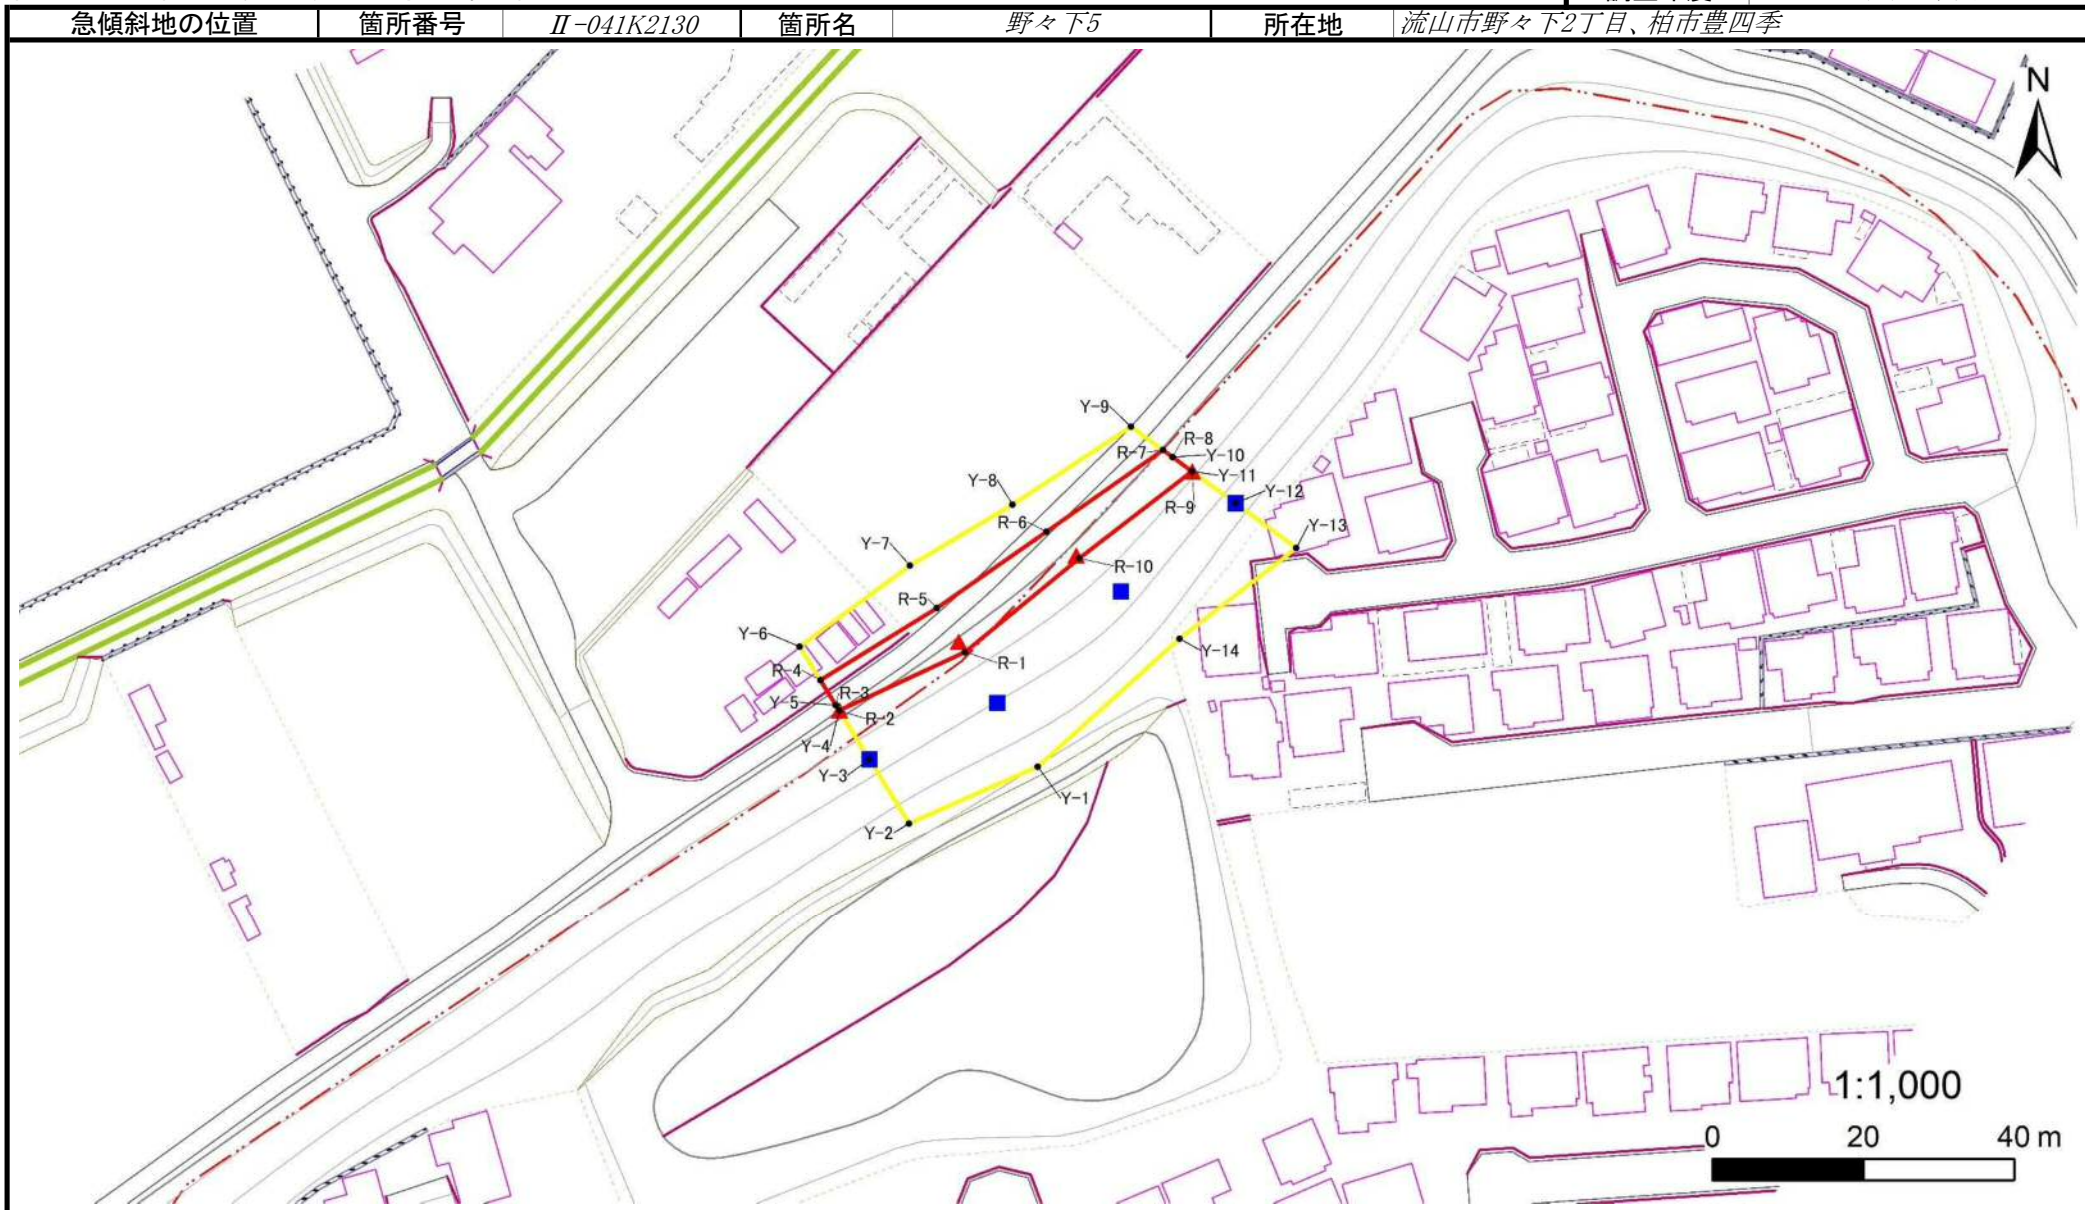 急傾斜地の位置 箇所番号 Ⅱ-041K2130 箇所名 野々下5 所在地 流山市野々下2丁目、柏市豊四季
N
Y-9
R-8
R-7
Y-10
Y-11
Y-8
Y-12
R-9
R-6
Y-13
Y-7
R-10
R-5
Y-6
Y-14
R-1
R-4
R-3
Y-5
R-2
Y-4
Y-3
Y-1
Y-2
1:1,000
0 20 40 m